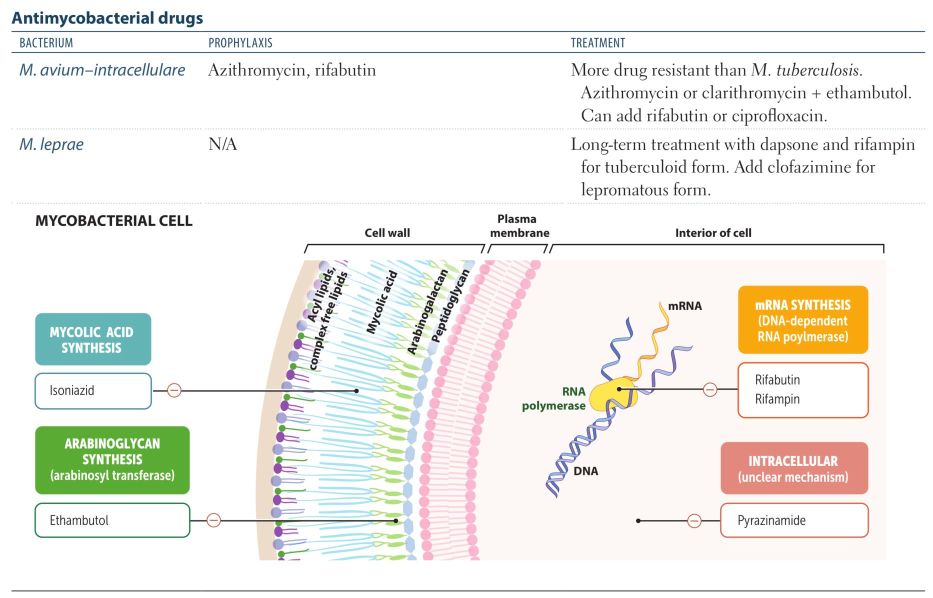 Antimycobacterial drugs
BACTERIUM PROPHYLAXIS TREATMENT
M. avium–intracellulare Azithromycin, rifabutin More drug resistant than M. tuberculosis.
Azithromycin or clarithromycin + ethambutol.
Can add rifabutin or ciprofloxacin.
M. leprae N/A Long-term treatment with dapsone and rifampin
for tuberculoid form. Add clofazimine for
lepromatous form.
MYCOBACTERIAL CELL
Cell wall
Plasma
membrane
Interior of cell
Acyl lipids,
complex free lipids
Mycolic acid
Arabinogalactan
Peptidoglycan
MYCOLIC ACID
SYNTHESIS
Isoniazid
ARABINOGLYCAN
SYNTHESIS
(arabinosyl transferase)
Ethambutol
mRNA
RNA
polymerase
DNA
mRNA SYNTHESIS
(DNA-dependent
RNA poylmerase)
Rifabutin
Rifampin
INTRACELLULAR
(unclear mechanism)
Pyrazinamide